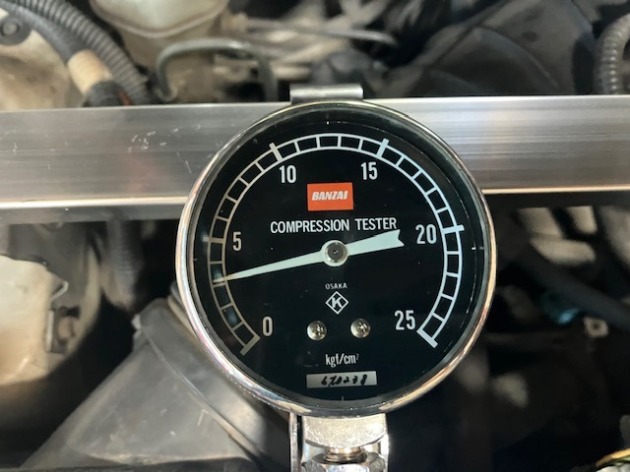 10 15
BANZAI
COMPRESSION TESTER
5 20
OSAKA
K
0 25
kgf/cm²